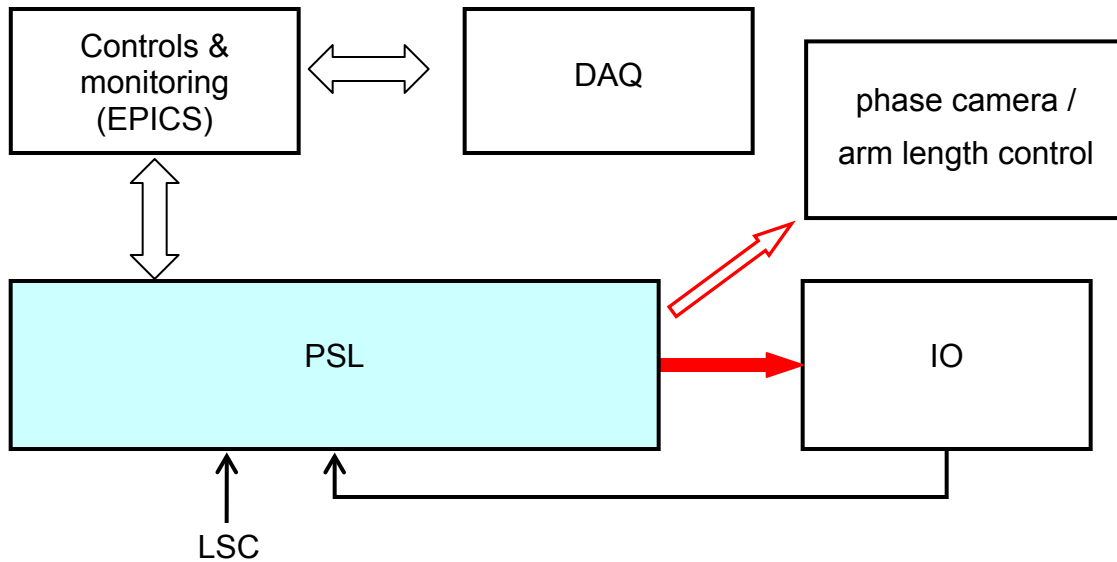 Controls &
monitoring
(EPICS)
DAQ
phase camera /
arm length control
PSL
IO
LSC